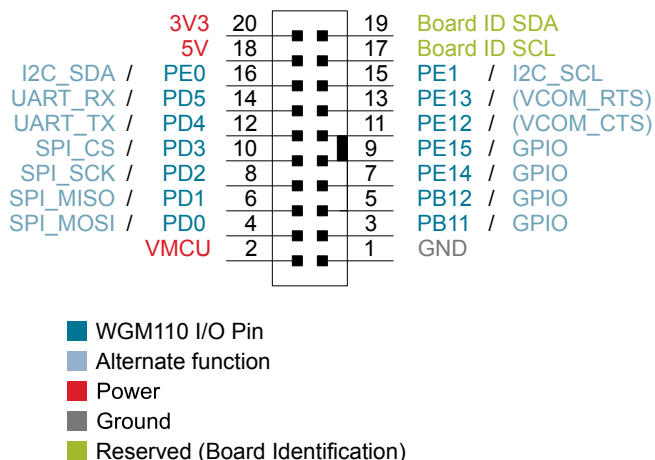 3V3 20 19 Board ID SDA
5V 18 17 Board ID SCL
I2C_SDA / PE0 16 15 PE1 / I2C_SCL
UART_RX / PD5 14 13 PE13 / (VCOM_RTS)
UART_TX / PD4 12 11 PE12 / (VCOM_CTS)
SPI_CS / PD3 10 9 PE15 / GPIO
SPI_SCK / PD2 8 7 PE14 / GPIO
SPI_MISO / PD1 6 5 PB12 / GPIO
SPI_MOSI / PD0 4 3 PB11 / GPIO
VMCU 2 1 GND
WGM110 I/O Pin
Alternate function
Power
Ground
Reserved (Board Identification)